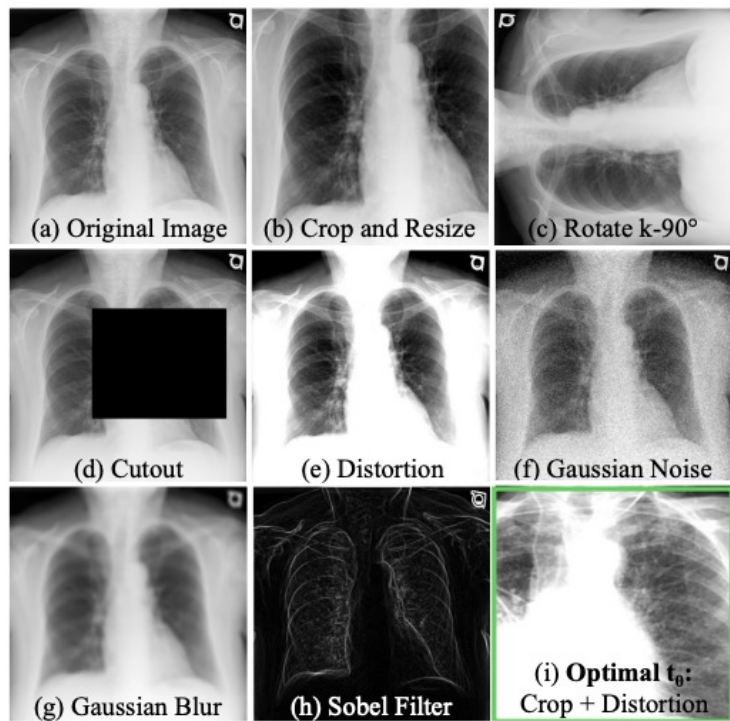 (a) Original Image
(b) Crop and Resize
(c) Rotate k-90°
(d) Cutout
(e) Distortion
(f) Gaussian Noise
(g) Gaussian Blur
(h) Sobel Filter
(i) Optimal t₀:
Crop + Distortion